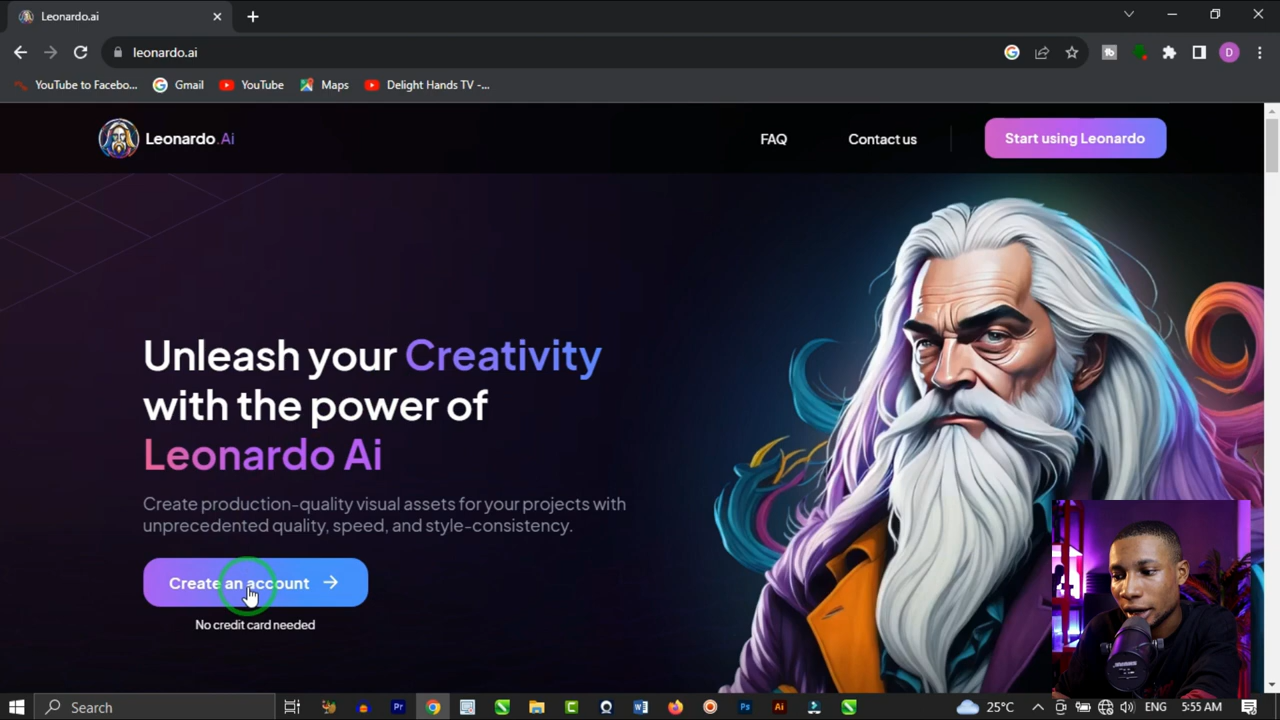 Leonardo.ai
leonardo.ai
YouTube to Facebo...
Gmail
YouTube
Maps
Delight Hands TV -...
D
Leonardo.Ai
FAQ
Contact us
Start using Leonardo
Unleash your Creativity
with the power of
Leonardo Ai
Create production-quality visual assets for your projects with
unprecedented quality, speed, and style-consistency.
Create an account
No credit card needed
Search
Pr
Ps
Ai
25°C
ENG
5:55 AM